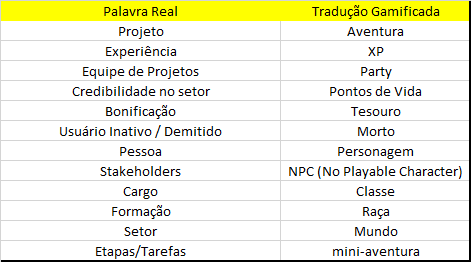 Palavra Real Tradução Gamificada
Projeto Aventura
Experiência XP
Equipe de Projetos Party
Credibilidade no setor Pontos de Vida
Bonificação Tesouro
Usuário Inativo / Demitido Morto
Pessoa Personagem
Stakeholders NPC (No Playable Character)
Cargo Classe
Formação Raça
Setor Mundo
Etapas/Tarefas mini-aventura